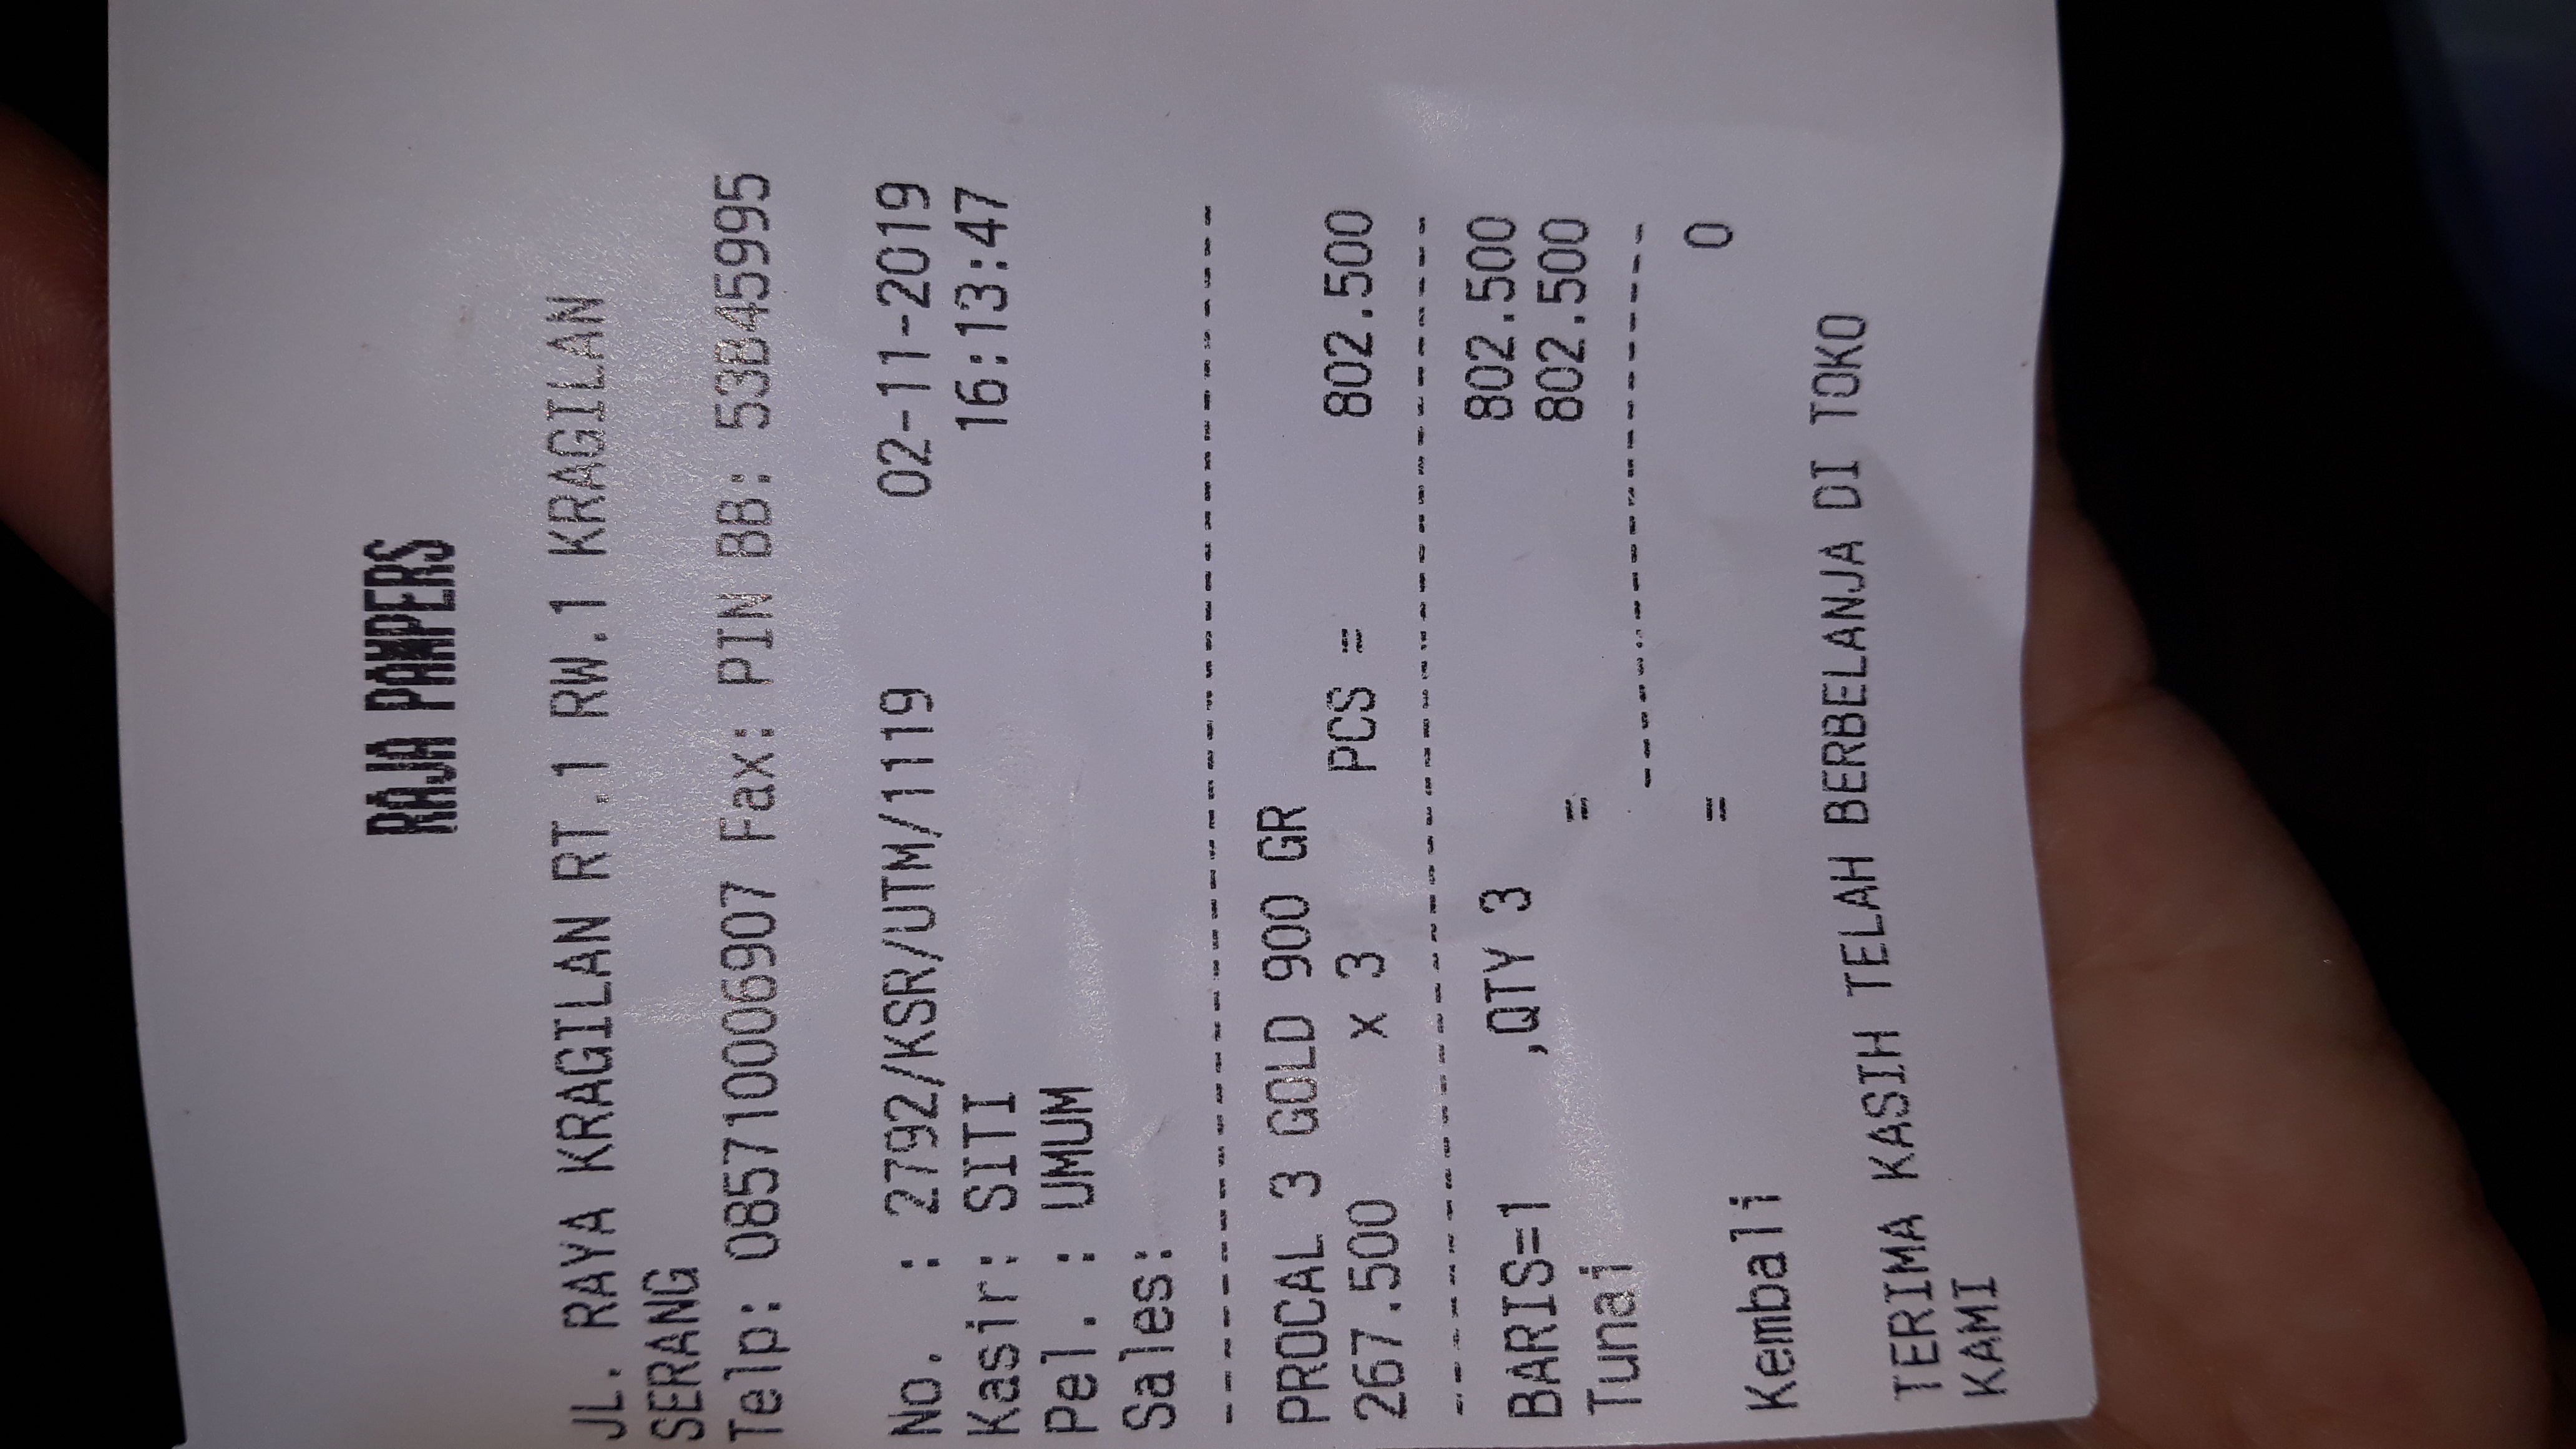 RAJA PAMPERS
JL. RAYA KRAGILAN RT.1 RW.1 KRAGILAN
SERANG
Telp: 085710006907 Fax: PIN BB: 53B45995
No. : 2792/KSR/UTM/1119 02-11-2019
Kasir: SITI 16:13:47
Pel. : UMUM
Sales:
PROCAL 3 GOLD 900 GR
267.500 x 3 PCS = 802.500
BARIS=1 ,QTY 3 802.500
Tunai = 802.500
Kembali = 0
TERIMA KASIH TELAH BERBELANJA DI TOKO
KAMI